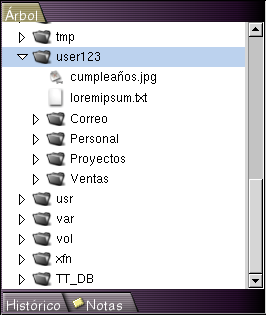 Árbol
tmp
user123
cumpleaños.jpg
loremipsum.txt
Correo
Personal
Proyectos
Ventas
usr
var
vol
xfn
TT_DB
Histórico Notas